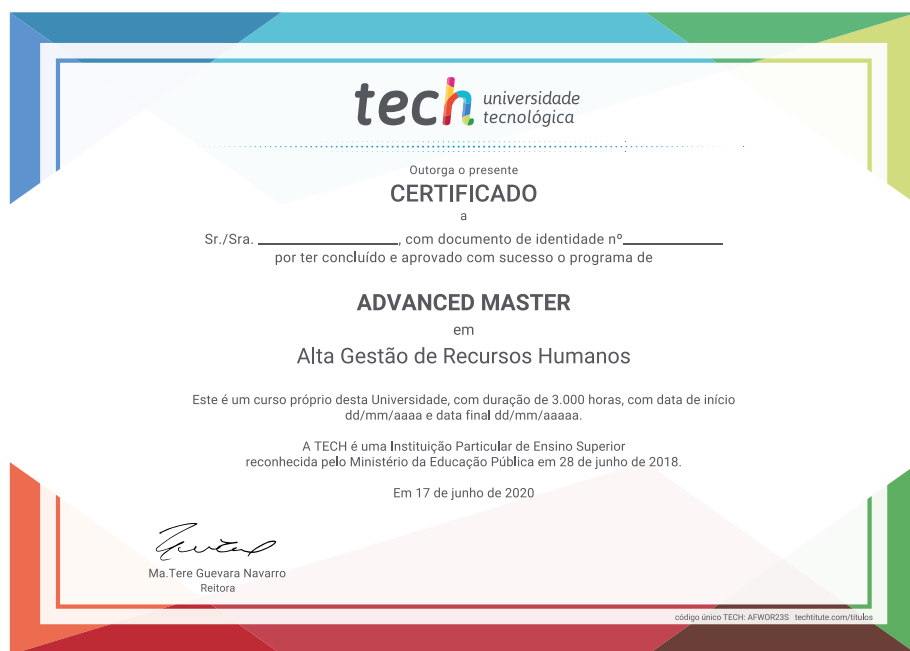 tech universidade
tecnológica
Outorga o presente
CERTIFICADO
a
Sr./Sra. ____________________, com documento de identidade nº______________
por ter concluído e aprovado com sucesso o programa de
ADVANCED MASTER
em
Alta Gestão de Recursos Humanos
Este é um curso próprio desta Universidade, com duração de 3.000 horas, com data de início
dd/mm/aaaa e data final dd/mm/aaaaa.
A TECH é uma Instituição Particular de Ensino Superior
reconhecida pelo Ministério da Educação Pública em 28 de junho de 2018.
Em 17 de junho de 2020
Ma.Tere Guevara Navarro
Reitora
código único TECH: AFWOR23S techtitute.com/titulos